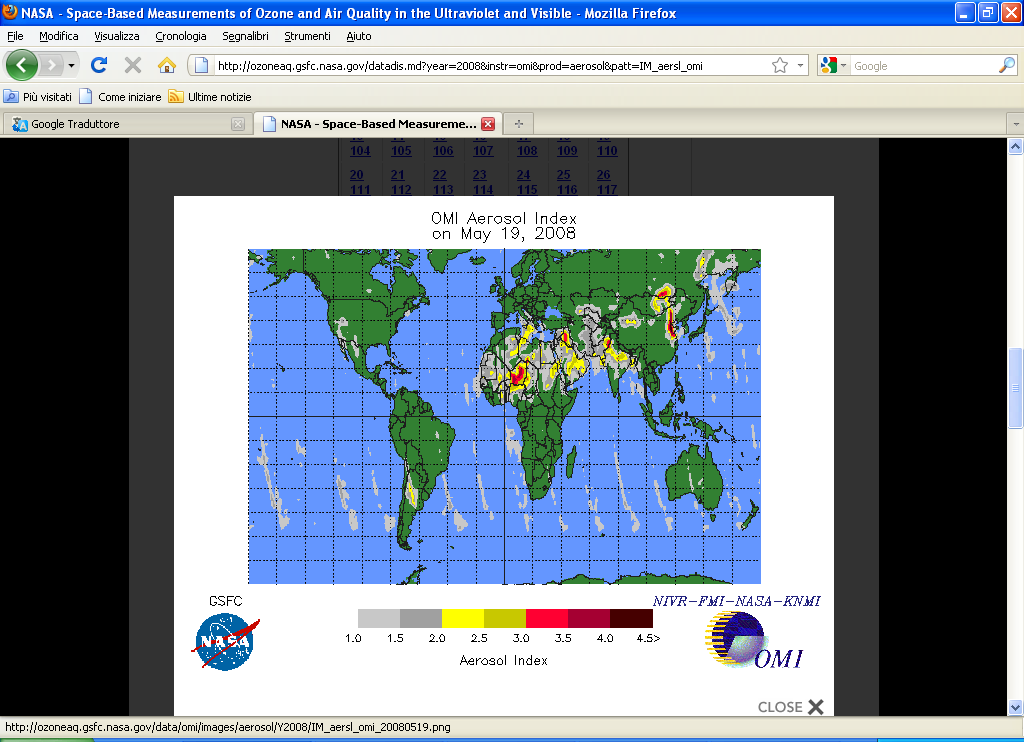 NASA - Space-Based Measurements of Ozone and Air Quality in the Ultraviolet and Visible - Mozilla Firefox
File Modifica Visualizza Cronologia Segnalibri Strumenti Aiuto
http://ozoneaq.gsfc.nasa.gov/datadis.md?year=2008&instr=omi&prod=aerosol&patt=IM_aersl_omi
Google
Più visitati Come iniziare Ultime notizie
Google Traduttore NASA - Space-Based Measureme...
104 105 106 107 108 109 110
20 21 22 23 24 25 26
111 112 113 114 115 116 117
OMI Aerosol Index
on May 19, 2008
GSFC NIVR-FMI-NASA-KNMI
NASA
OMI
1.0 1.5 2.0 2.5 3.0 3.5 4.0 4.5>
Aerosol Index
CLOSE
http://ozoneaq.gsfc.nasa.gov/data/omi/images/aerosol/Y2008/IM_aersl_omi_20080519.png